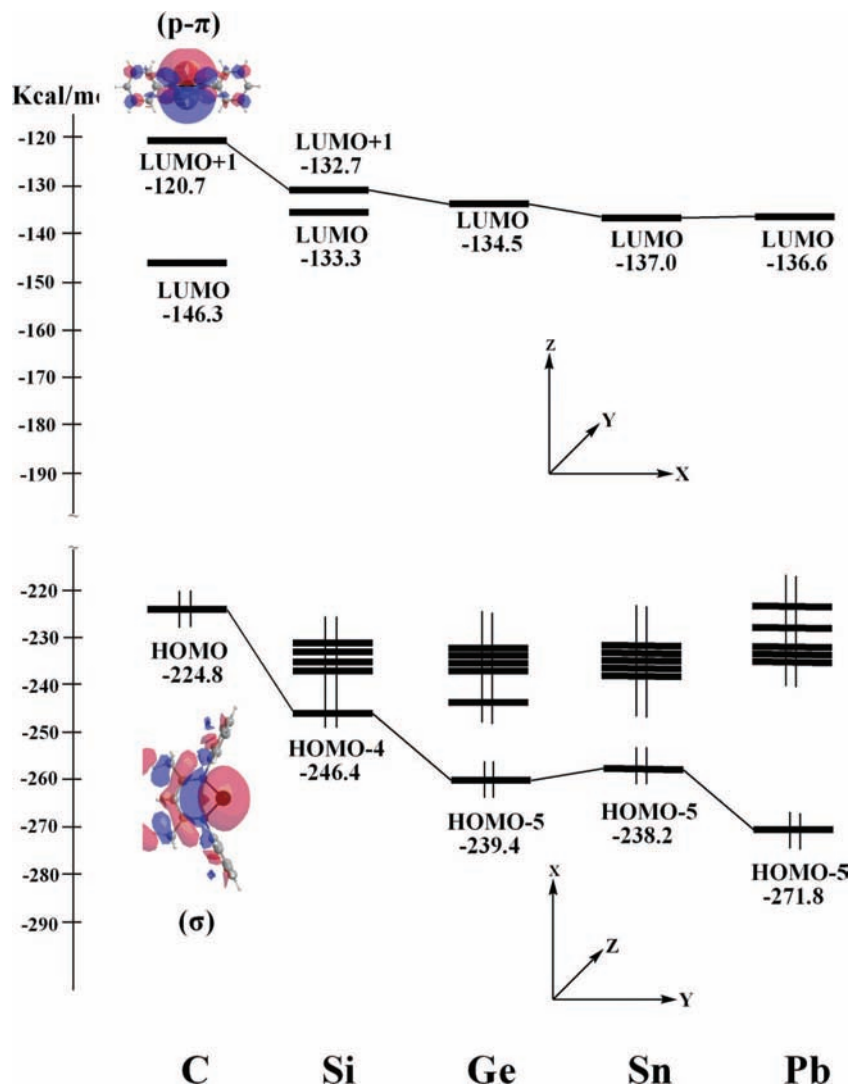 (p-π)
Kcal/m
-120
-130
-140
-150
-160
-170
-180
-190
~
~
-220
-230
-240
-250
-260
-270
-280
-290
LUMO+1
-120.7
LUMO
-146.3
LUMO+1
-132.7
LUMO
-133.3
LUMO
-134.5
LUMO
-137.0
LUMO
-136.6
Z
Y
X
HOMO
-224.8
HOMO-4
-246.4
HOMO-5
-239.4
HOMO-5
-238.2
HOMO-5
-271.8
(σ)
X
Z
Y
C Si Ge Sn Pb